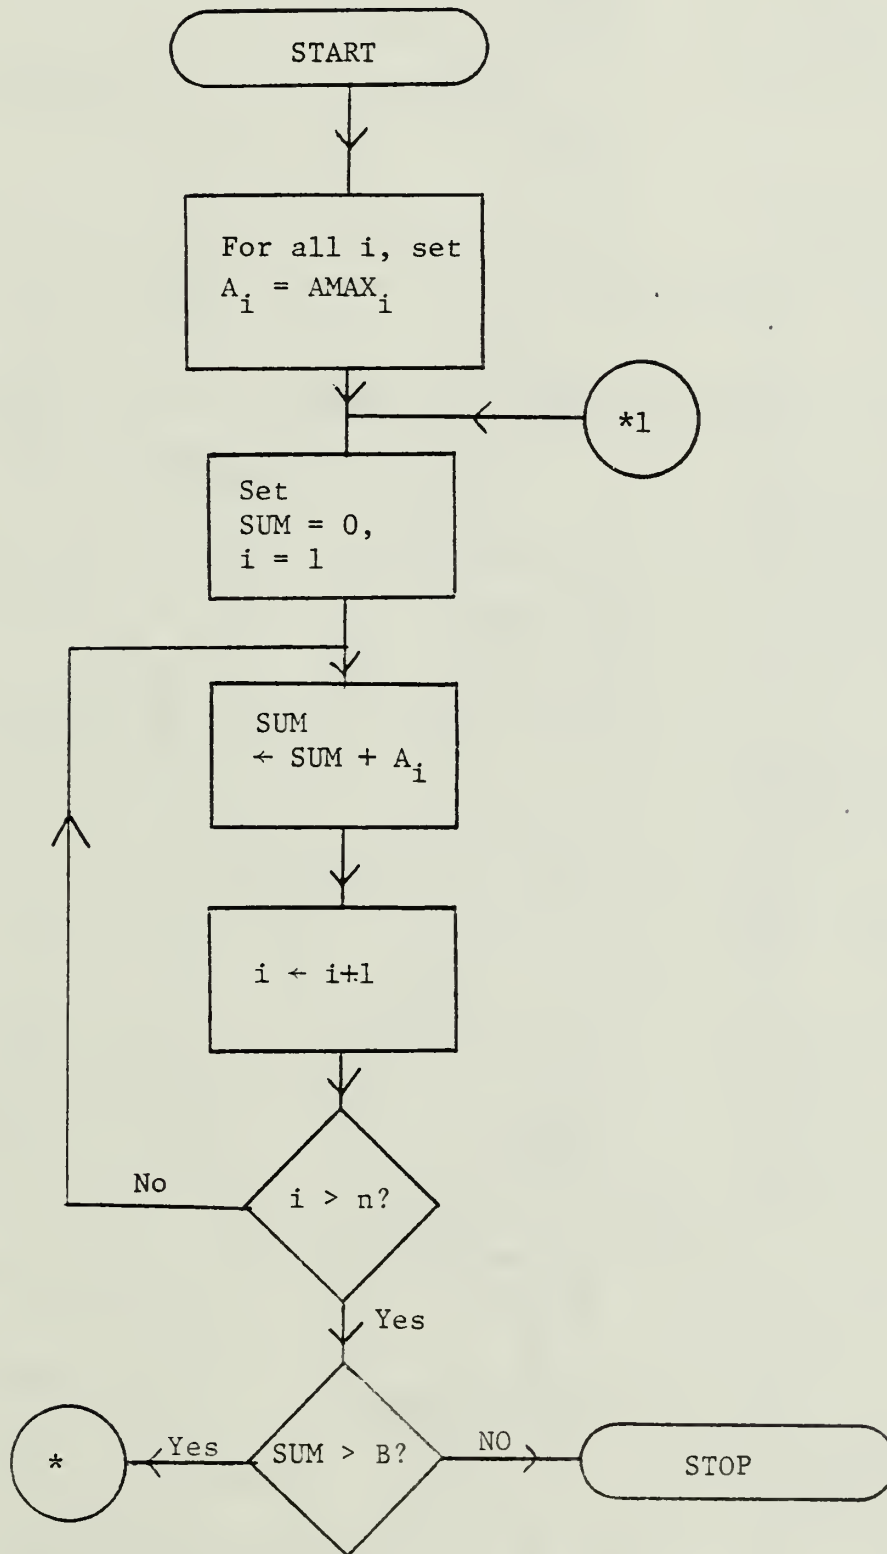 START
For all i, set
A_i = AMAX_i
*1
Set
SUM = 0,
i = 1
SUM
← SUM + A_i
i ← i+1
No
i > n?
Yes
*
Yes
SUM > B?
NO
STOP